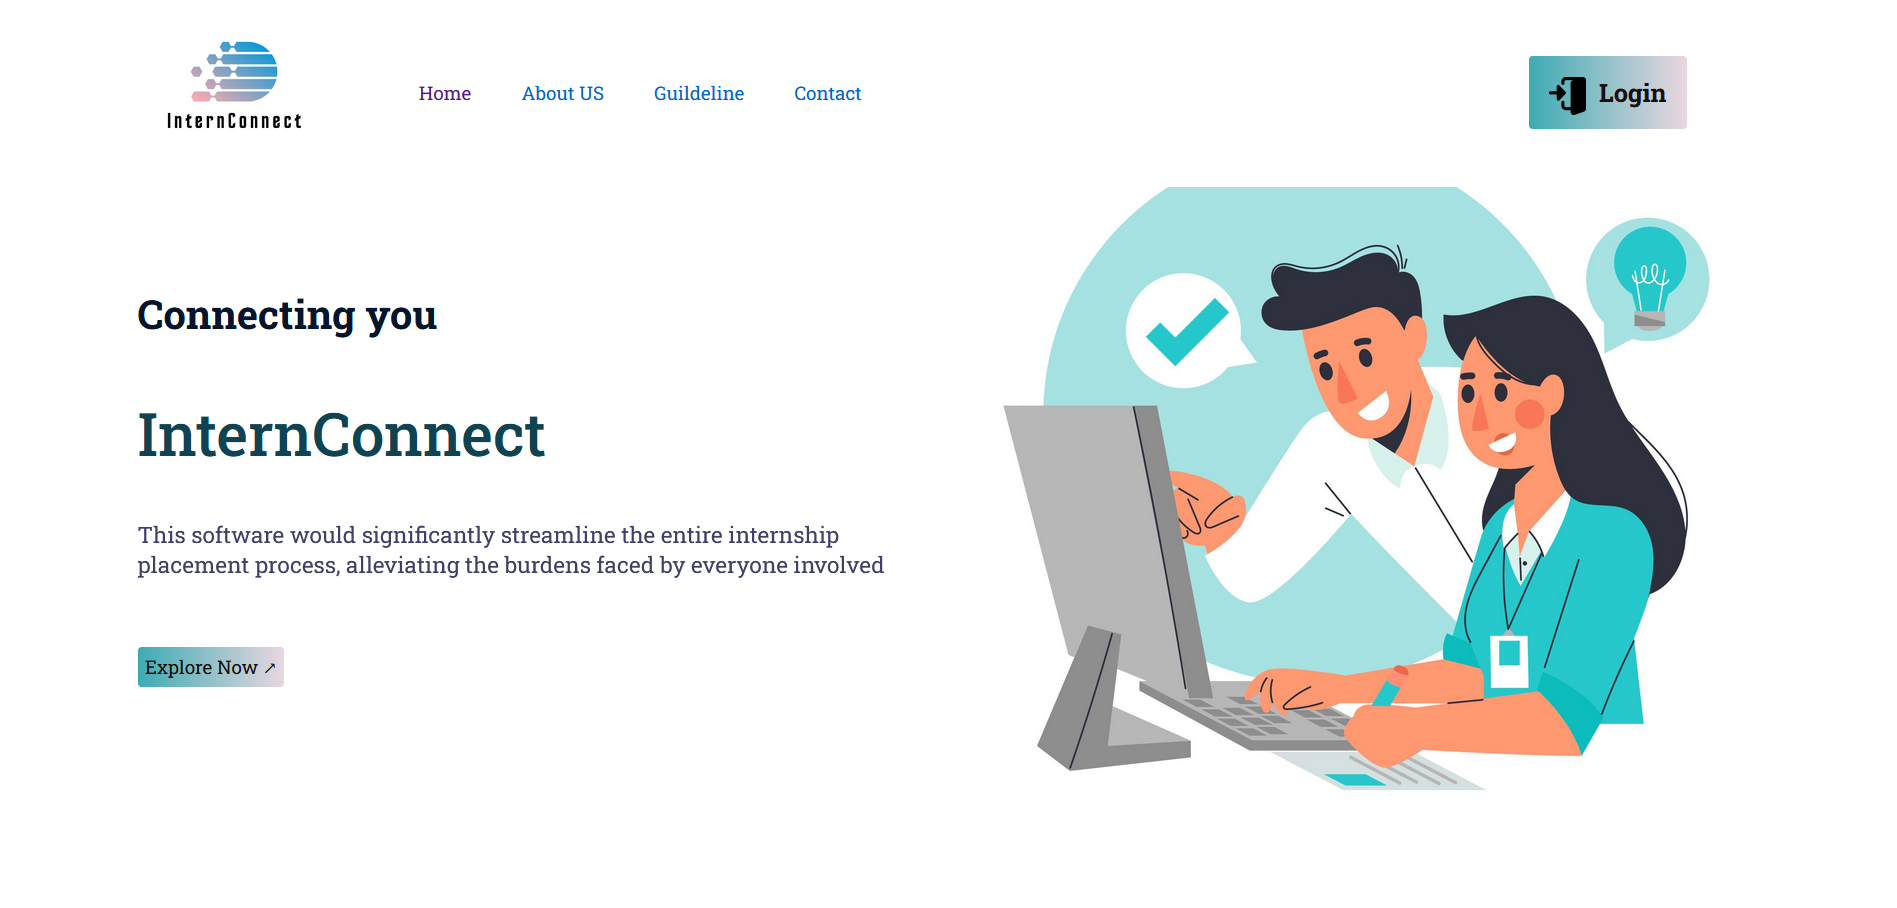 InternConnect
Home
About US
Guildeline
Contact
Login
Connecting you
InternConnect
This software would significantly streamline the entire internship
placement process, alleviating the burdens faced by everyone involved
Explore Now ↗